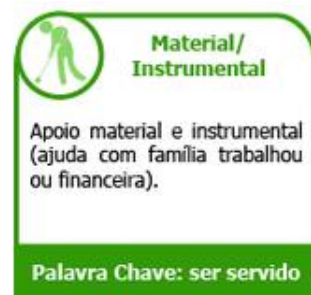 Material/
Instrumental
Apoio material e instrumental
(ajuda com família trabalhou
ou financeira).
Palavra Chave: ser servido